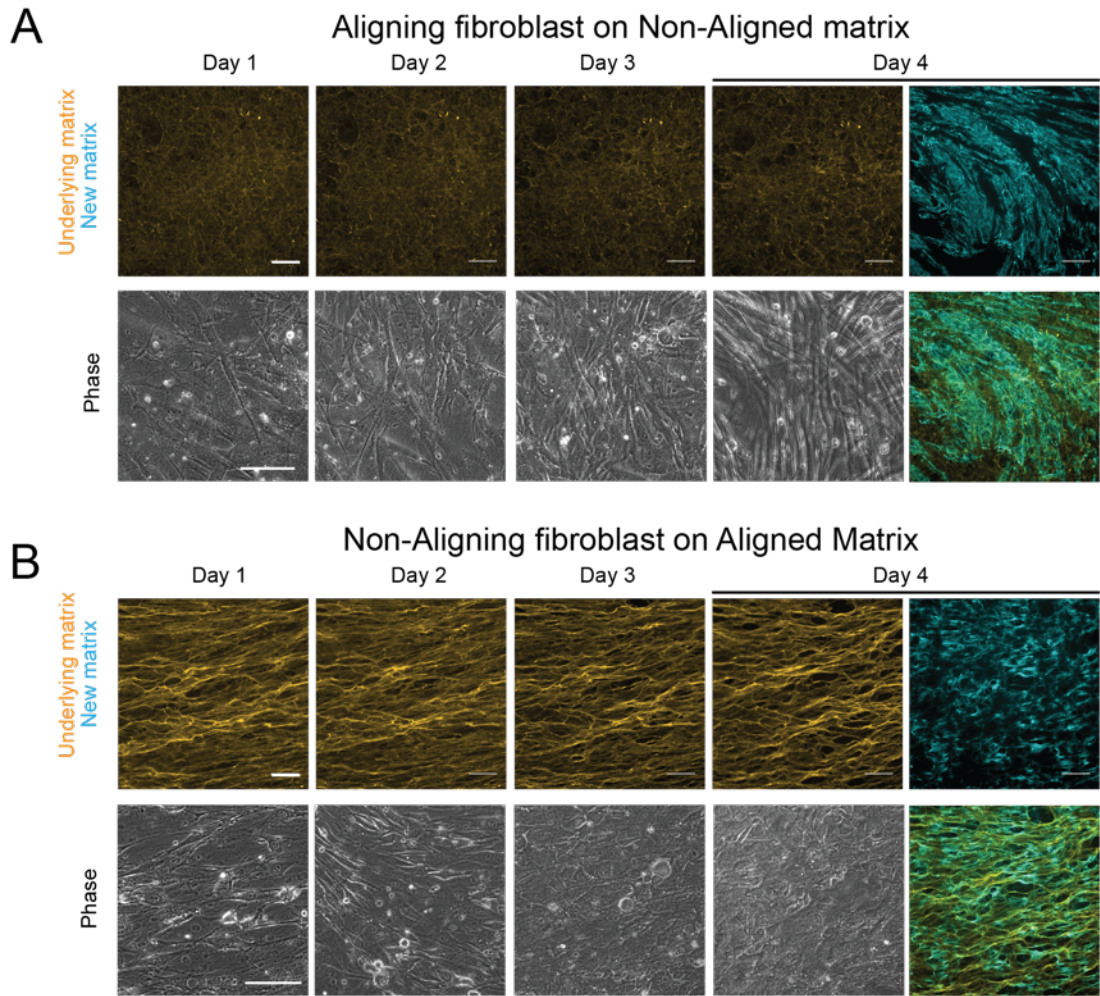 A
Aligning fibroblast on Non-Aligned matrix
Day 1
Day 2
Day 3
Day 4
Underlying matrix
New matrix
Phase
B
Non-Aligning fibroblast on Aligned Matrix
Day 1
Day 2
Day 3
Day 4
Underlying matrix
New matrix
Phase